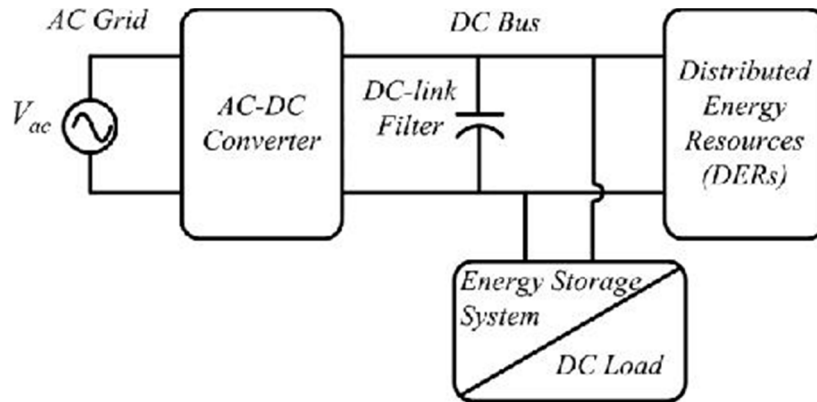 AC Grid
DC Bus
V_ac
AC-DC
Converter
DC-link
Filter
Distributed
Energy
Resources
(DERs)
Energy Storage
System
DC Load